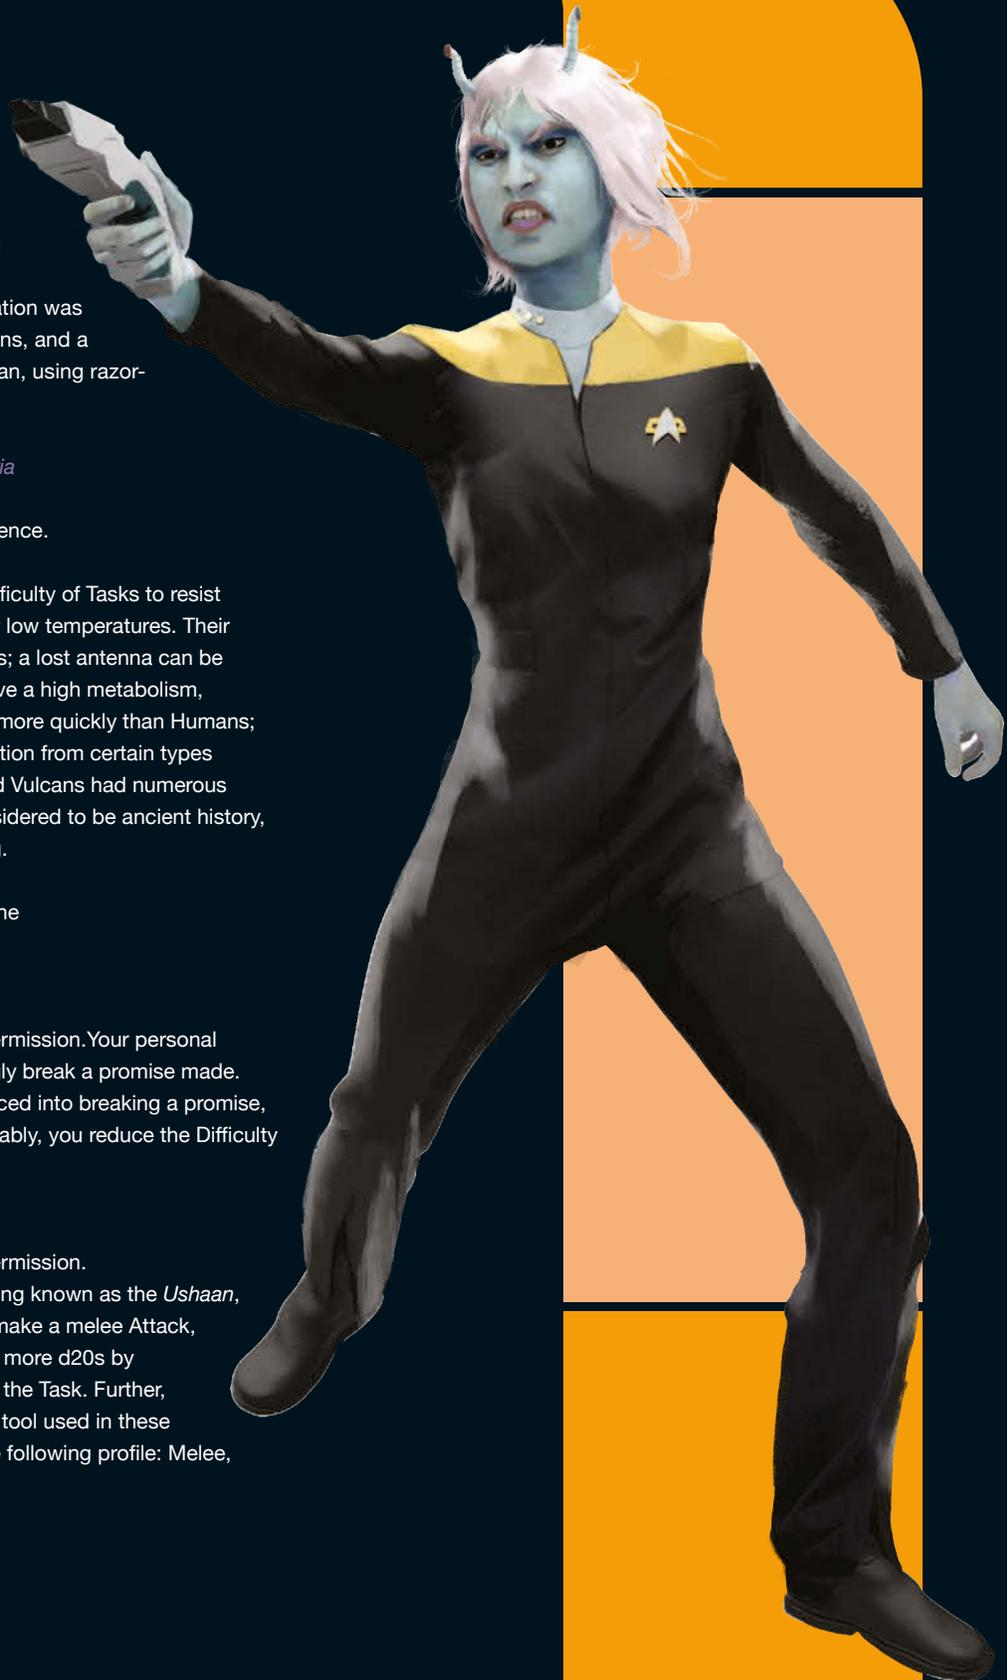 ation was
ns, and a
an, using razor-
ia
ence.
ficulty of Tasks to resist
low temperatures. Their
s; a lost antenna can be
ve a high metabolism,
more quickly than Humans;
tion from certain types
d Vulcans had numerous
sidered to be ancient history,
.
ne
ermission.Your personal
ly break a promise made.
ced into breaking a promise,
ably, you reduce the Difficulty
ermission.
ng known as the Ushaan,
make a melee Attack,
more d20s by
the Task. Further,
tool used in these
following profile: Melee,